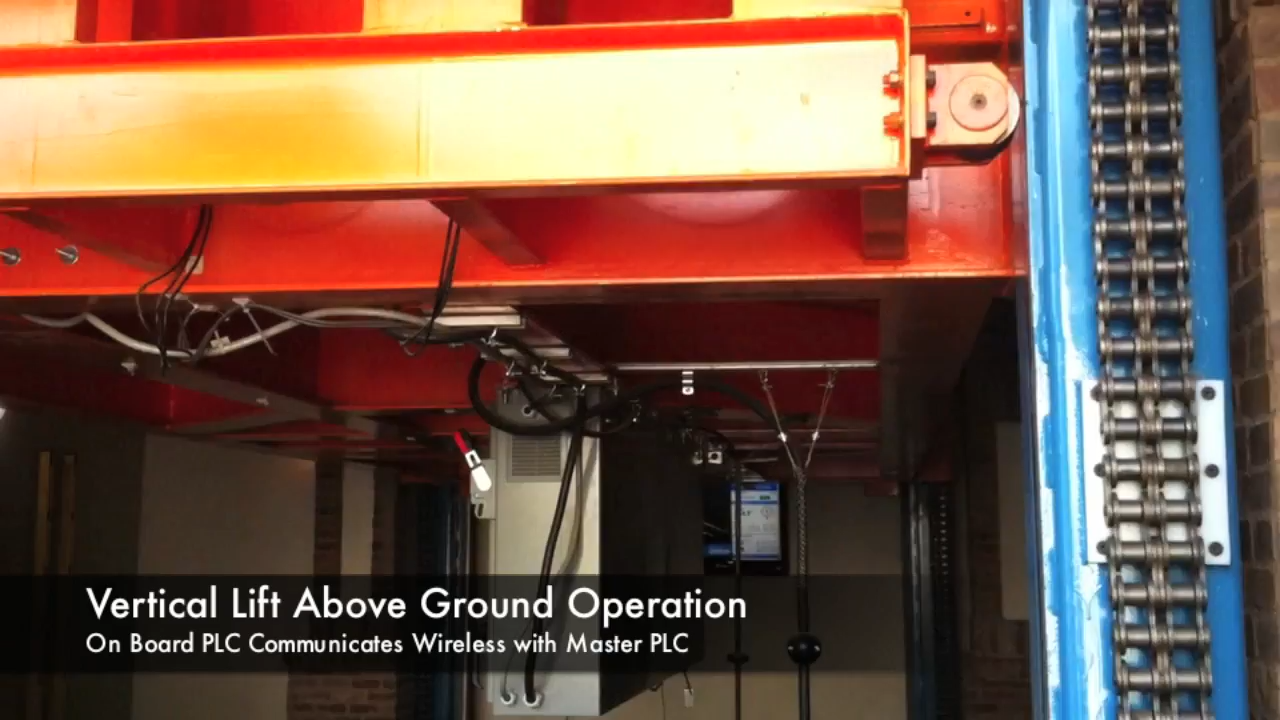 Vertical Lift Above Ground Operation
On Board PLC Communicates Wireless with Master PLC